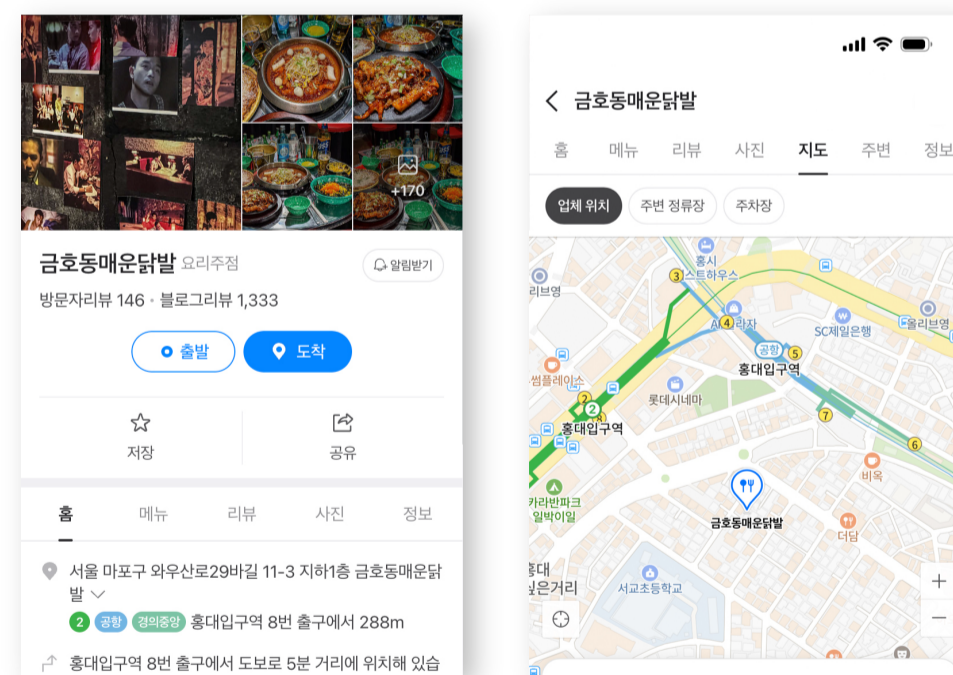 +170
금호동매운닭발 요리주점
알림받기
방문자리뷰 146 · 블로그리뷰 1,333
출발
도착
저장
공유
홈 메뉴 리뷰 사진 정보
서울 마포구 와우산로29바길 11-3 지하1층 금호동매운닭
발
2 공항 경의중앙 홍대입구역 8번 출구에서 288m
홍대입구역 8번 출구에서 도보로 5분 거리에 위치해 있습
금호동매운닭발
홈 메뉴 리뷰 사진 지도 주변 정보
업체 위치 주변 정류장 주차장
홍시
3
스트하우스
리브영
4
라자
SC제일은행
올리브영
공항
5
홍대입구역
썸플레이스
롯데시네마
2
2
8
홍대입구역
7
6
비옥
카라반파크
일박이일
금호동매운닭발
더담
홍대
싶은거리
서교초등학교
+
−